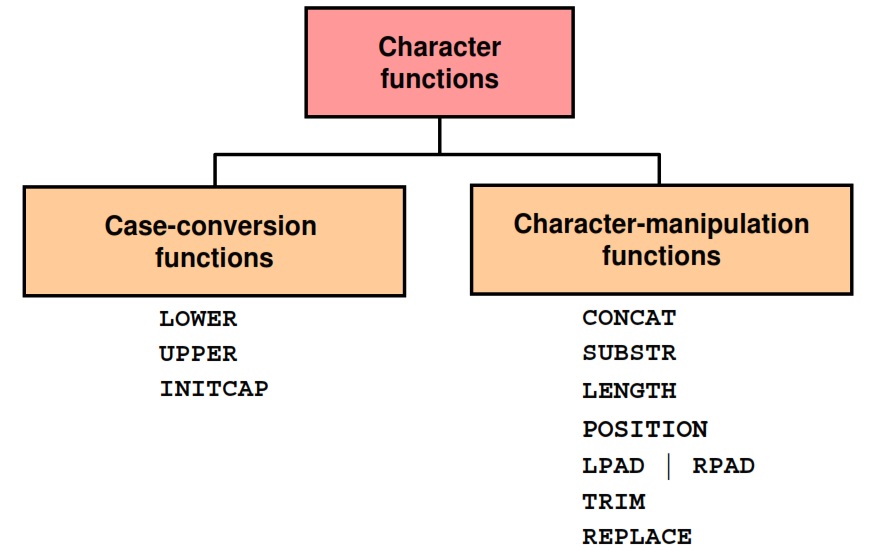 Character
functions
Case-conversion
functions
LOWER
UPPER
INITCAP
Character-manipulation
functions
CONCAT
SUBSTR
LENGTH
POSITION
LPAD | RPAD
TRIM
REPLACE